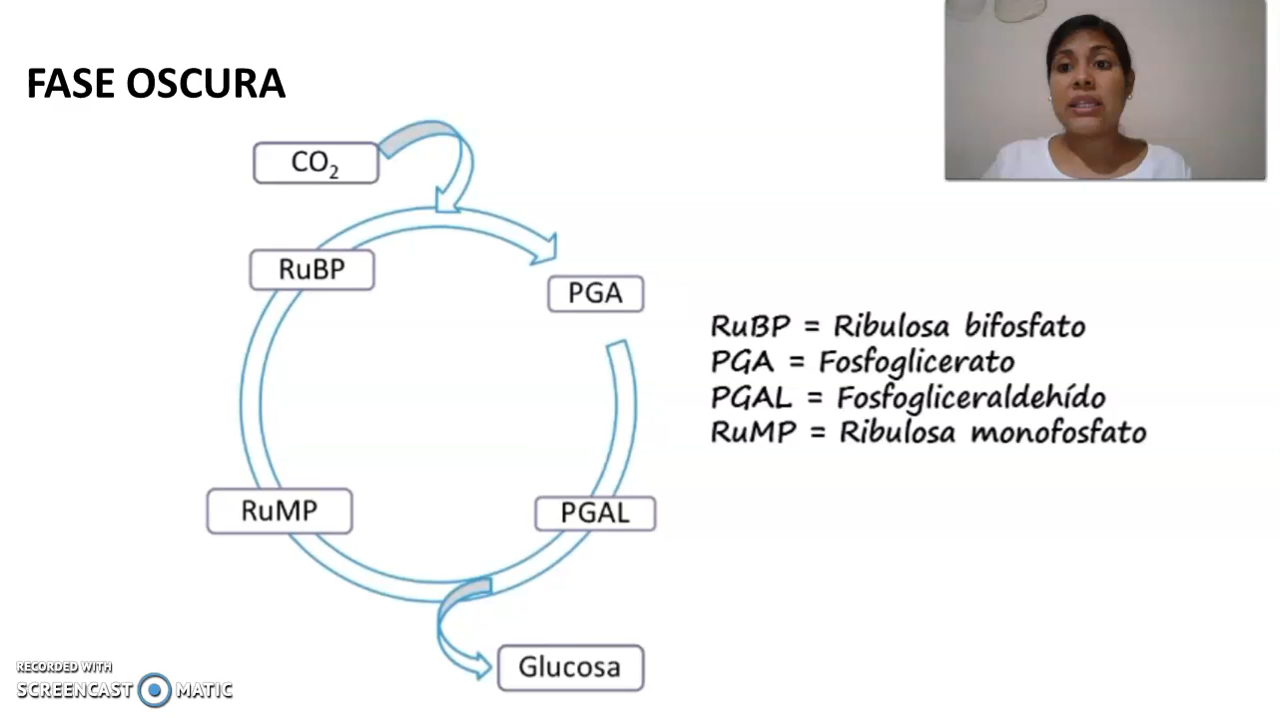 FASE OSCURA
CO₂
RuBP
PGA
RuBP = Ribulosa bifosfato
PGA = Fosfoglicerato
PGAL = Fosfogliceraldehído
RuMP = Ribulosa monofosfato
RuMP
PGAL
Glucosa
RECORDED WITH
SCREENCAST MATIC